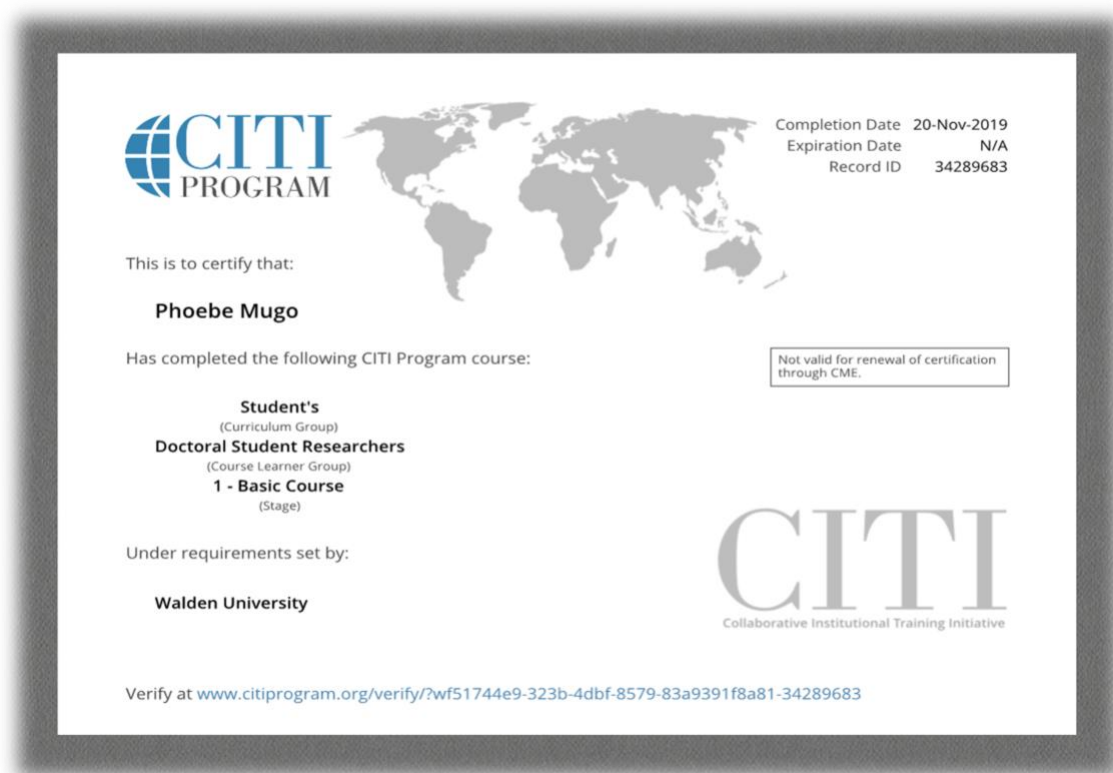 CITI
PROGRAM
Completion Date 20-Nov-2019
Expiration Date N/A
Record ID 34289683
This is to certify that:
Phoebe Mugo
Has completed the following CITI Program course:
Not valid for renewal of certification
through CME.
Student's
(Curriculum Group)
Doctoral Student Researchers
(Course Learner Group)
1 - Basic Course
(Stage)
Under requirements set by:
Walden University
CITI
Collaborative Institutional Training Initiative
Verify at www.citiprogram.org/verify/?wf51744e9-323b-4dbf-8579-83a9391f8a81-34289683